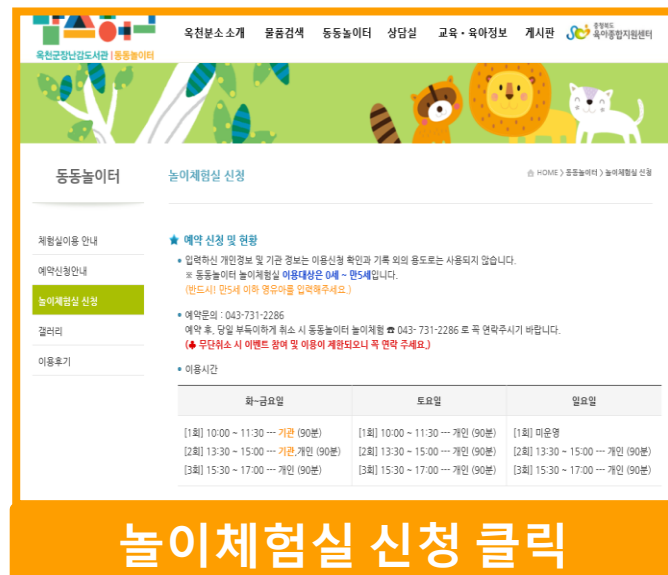 옥천분소 소개 물품검색 동동놀이터 상담실 교육·육아정보 게시판 충청북도 육아종합지원센터
옥천군장난감도서관 | 동동놀이터
동동놀이터
놀이체험실 신청
HOME 〉 동동놀이터 〉 놀이체험실 신청
체험실이용 안내
예약신청안내
놀이체험실 신청
갤러리
이용후기
★ 예약 신청 및 현황
입력하신 개인정보 및 기관 정보는 이용신청 확인과 기록 외의 용도로는 사용되지 않습니다.
※ 동동놀이터 놀이체험실 이용대상은 0세 ~ 만5세입니다.
(반드시! 만5세 이하 영유아를 입력해주세요.)
예약문의 : 043-731-2286
예약 후, 당일 부득이하게 취소 시 동동놀이터 놀이체험 ☎ 043- 731-2286 로 꼭 연락주시기 바랍니다.
(♣ 무단취소 시 이벤트 참여 및 이용이 제한되오니 꼭 연락 주세요.)
이용시간
화~금요일 토요일 일요일
[1회] 10:00 ~ 11:30 --- 기관 (90분) [1회] 10:00 ~ 11:30 --- 개인 (90분) [1회] 미운영
[2회] 13:30 ~ 15:00 --- 기관,개인 (90분) [2회] 13:30 ~ 15:00 --- 개인 (90분) [2회] 13:30 ~ 15:00 --- 개인 (90분)
[3회] 15:30 ~ 17:00 --- 개인 (90분) [3회] 15:30 ~ 17:00 --- 개인 (90분) [3회] 15:30 ~ 17:00 --- 개인 (90분)
놀이체험실 신청 클릭